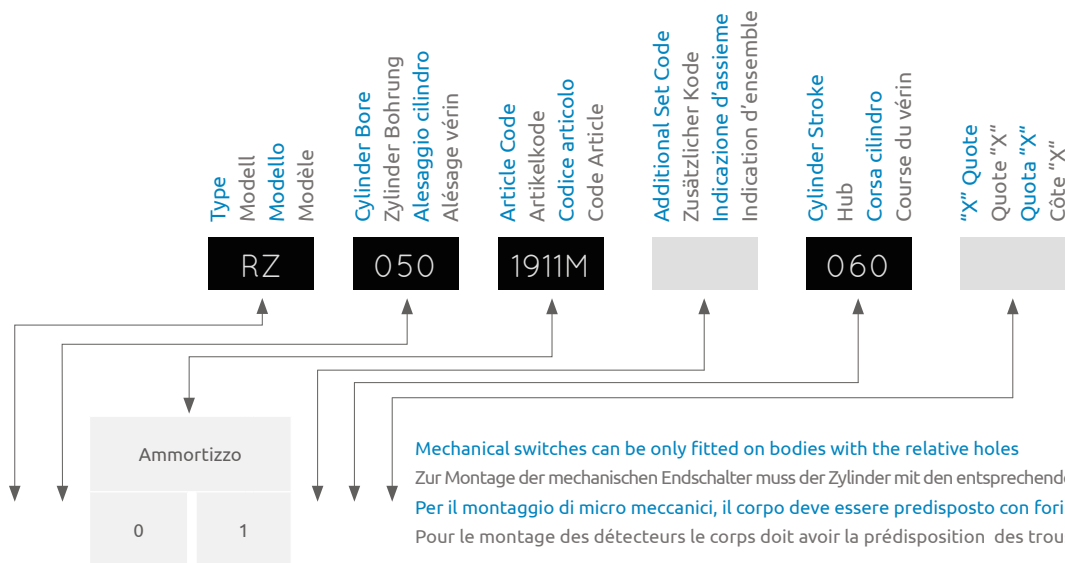 Type
Modell
Modello
Modèle
Cylinder Bore
Zylinder Bohrung
Alesaggio cilindro
Alésage vérin
Article Code
Artikelkode
Codice articolo
Code Article
Additional Set Code
Zusätzlicher Kode
Indicazione d’assieme
Indication d’ensemble
Cylinder Stroke
Hub
Corsa cilindro
Course du vérin
“X” Quote
Quote “X“
Quota “X“
Côte “X“
RZ 050 1911M 060
Ammortizzo
0 1
Mechanical switches can be only fitted on bodies with the relative holes
Zur Montage der mechanischen Endschalter muss der Zylinder mit den entsprechende
Per il montaggio di micro meccanici, il corpo deve essere predisposto con fori
Pour le montage des détecteurs le corps doit avoir la prédisposition des trou